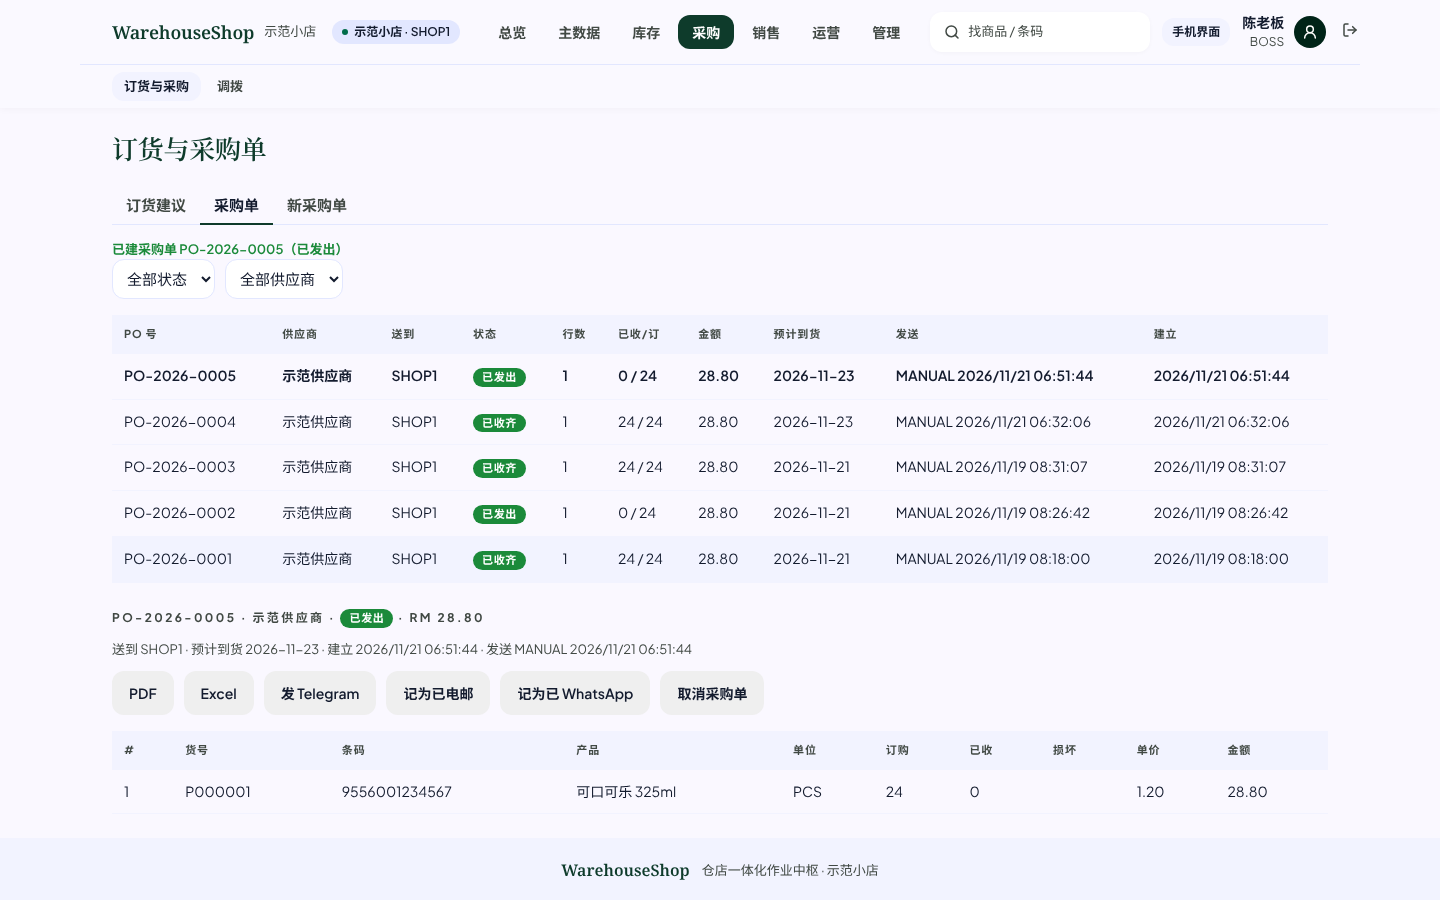 WarehouseShop 示范小店 示范小店 · SHOP1 总览 主数据 库存 采购 销售 运营 管理 找商品 / 条码 手机界面 陈老板
BOSS
订货与采购 调拨
订货与采购单
订货建议 采购单 新采购单
已建采购单 PO-2026-0005（已发出）
全部状态 全部供应商
PO 号 供应商 送到 状态 行数 已收/订 金额 预计到货 发送 建立
PO-2026-0005 示范供应商 SHOP1 已发出 1 0 / 24 28.80 2026-11-23 MANUAL 2026/11/21 06:51:44 2026/11/21 06:51:44
PO-2026-0004 示范供应商 SHOP1 已收齐 1 24 / 24 28.80 2026-11-23 MANUAL 2026/11/21 06:32:06 2026/11/21 06:32:06
PO-2026-0003 示范供应商 SHOP1 已收齐 1 24 / 24 28.80 2026-11-21 MANUAL 2026/11/19 08:31:07 2026/11/19 08:31:07
PO-2026-0002 示范供应商 SHOP1 已发出 1 0 / 24 28.80 2026-11-21 MANUAL 2026/11/19 08:26:42 2026/11/19 08:26:42
PO-2026-0001 示范供应商 SHOP1 已收齐 1 24 / 24 28.80 2026-11-21 MANUAL 2026/11/19 08:18:00 2026/11/19 08:18:00
PO-2026-0005 · 示范供应商 · 已发出 · RM 28.80
送到 SHOP1 · 预计到货 2026-11-23 · 建立 2026/11/21 06:51:44 · 发送 MANUAL 2026/11/21 06:51:44
PDF Excel 发 Telegram 记为已电邮 记为已 WhatsApp 取消采购单
# 货号 条码 产品 单位 订购 已收 损坏 单价 金额
1 P000001 9556001234567 可口可乐 325ml PCS 24 0 1.20 28.80
WarehouseShop 仓店一体化作业中枢 · 示范小店